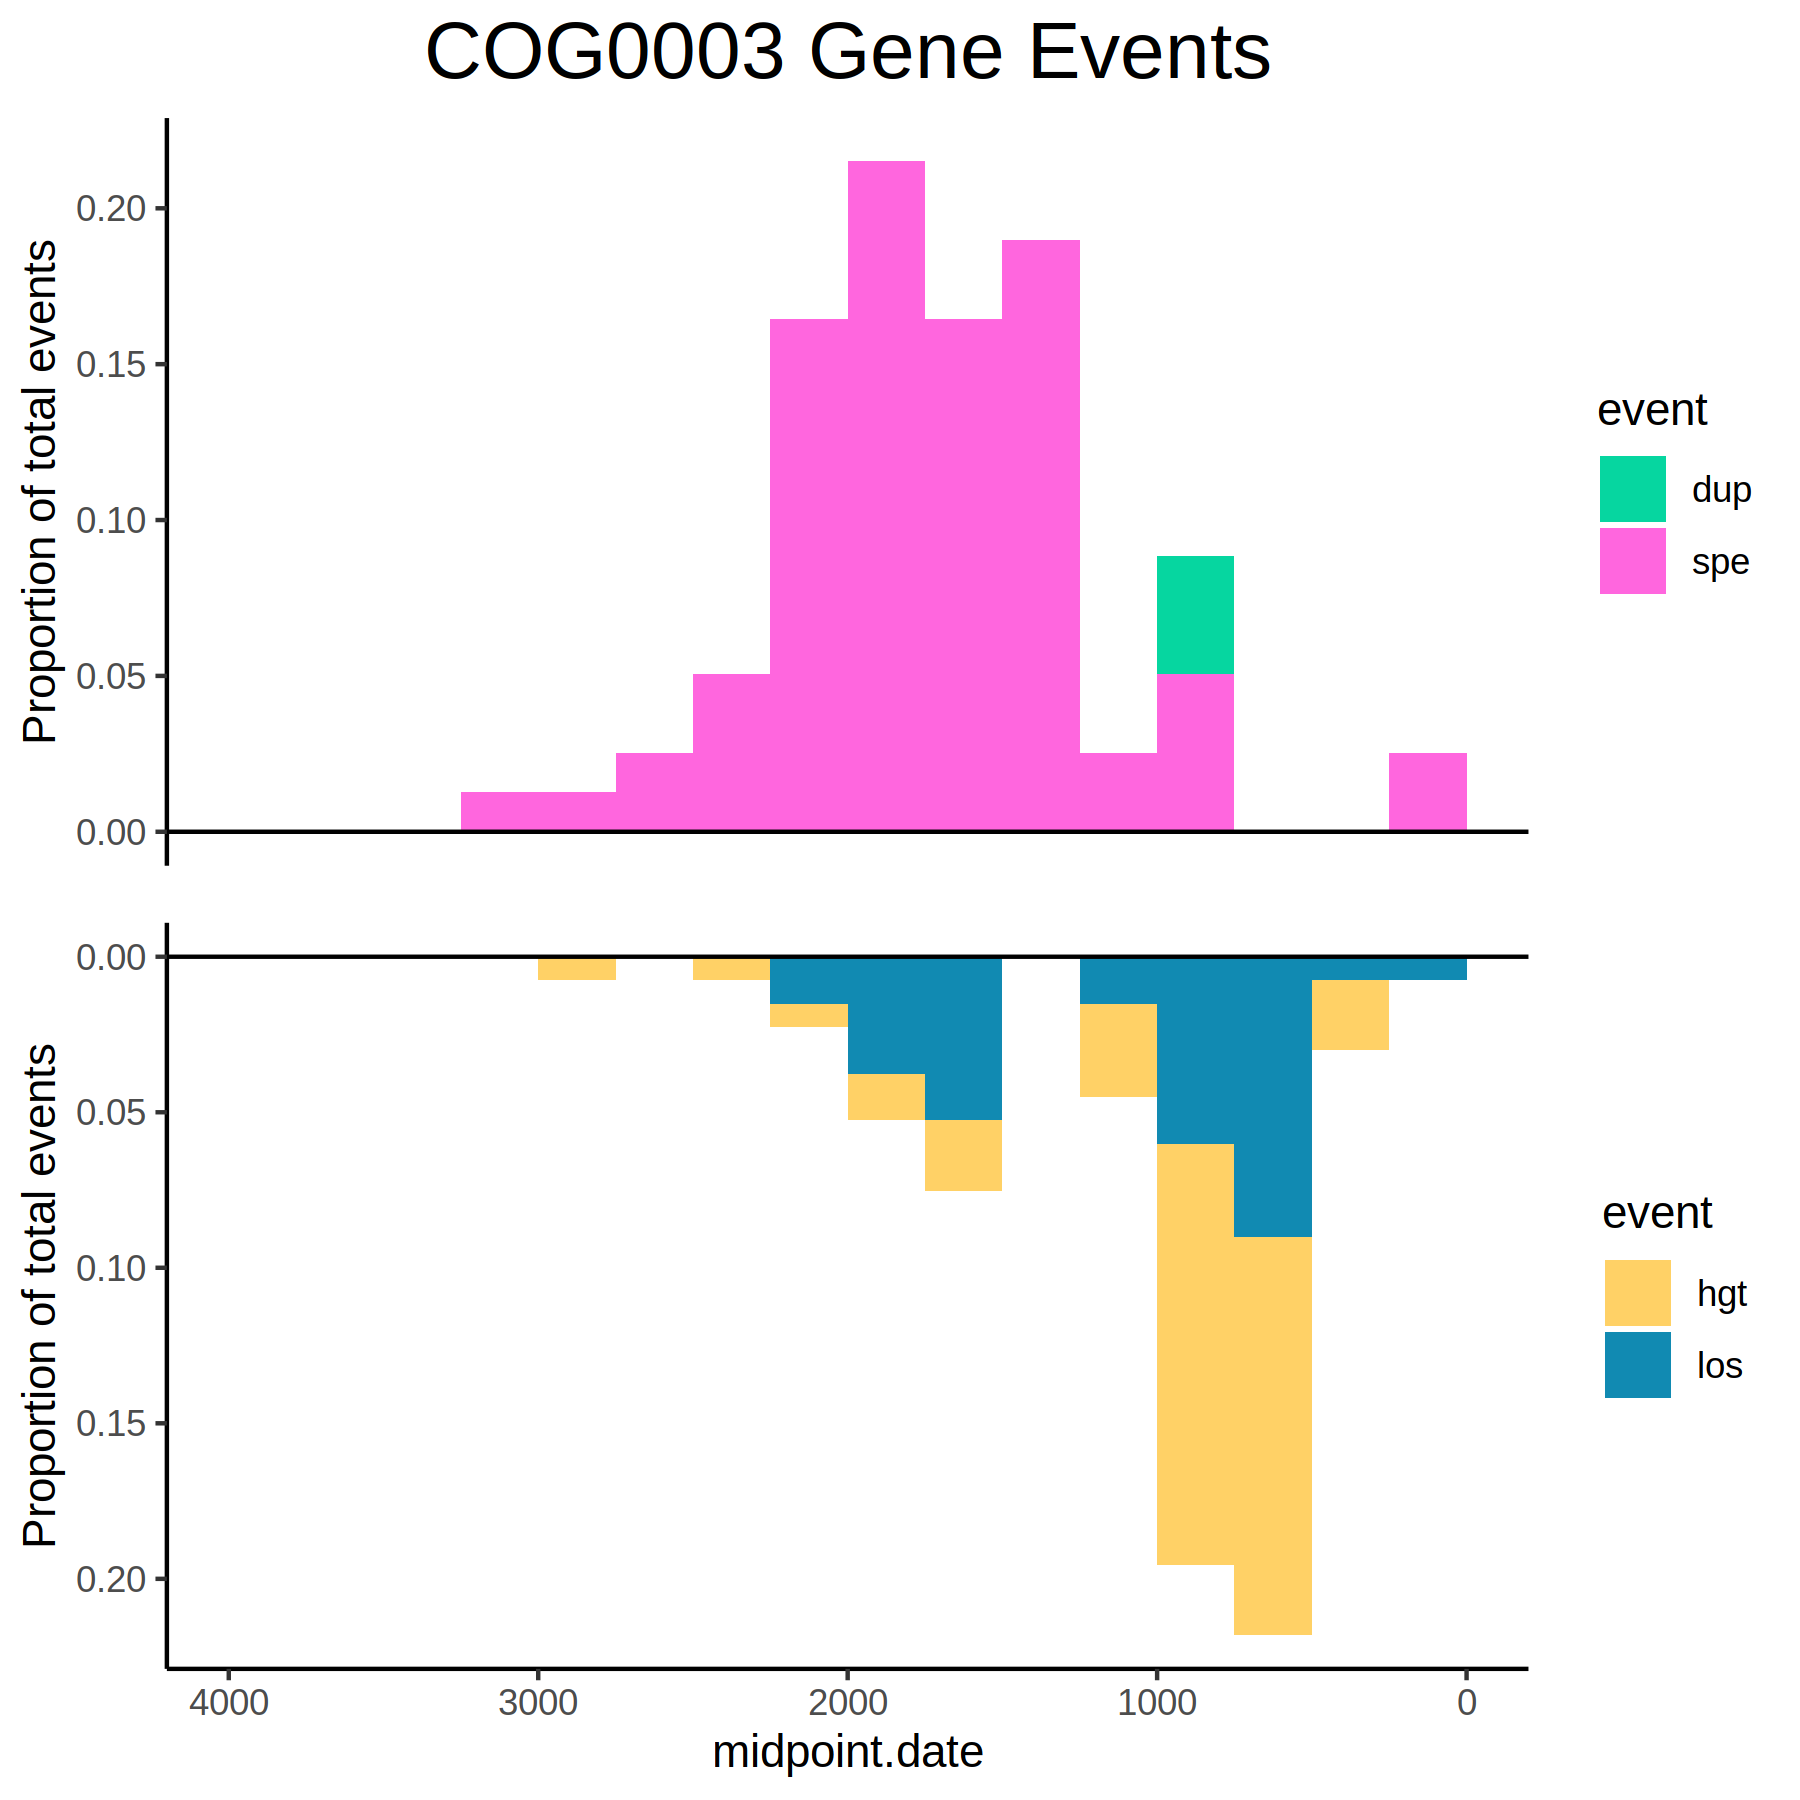 COG0003 Gene Events
Proportion of total events
0.20
0.15
0.10
0.05
0.00
event
dup
spe
Proportion of total events
0.00
0.05
0.10
0.15
0.20
event
hgt
los
4000 3000 2000 1000 0
midpoint.date